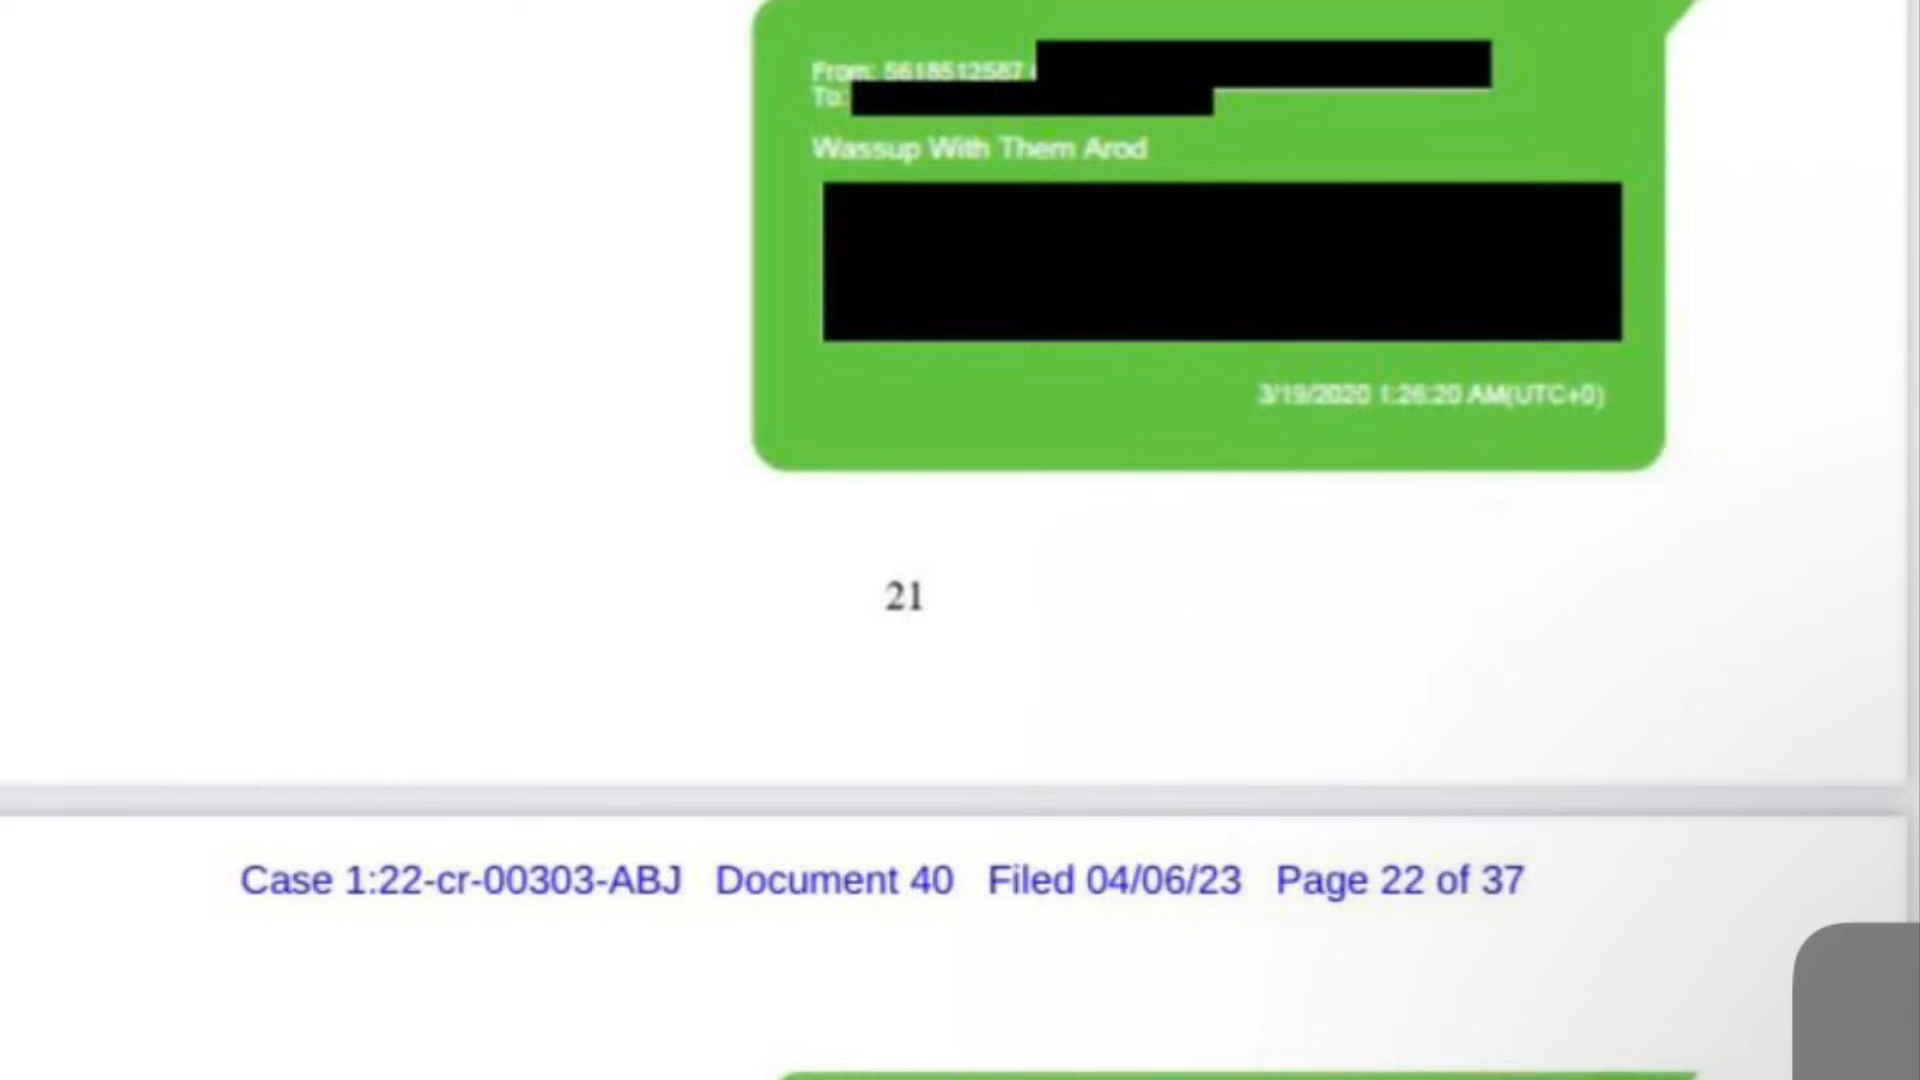 From: 5618512587
To:
Wassup With Them Arod
3/19/2020 1:26:20 AM(UTC+0)
21
Case 1:22-cr-00303-ABJ Document 40 Filed 04/06/23 Page 22 of 37